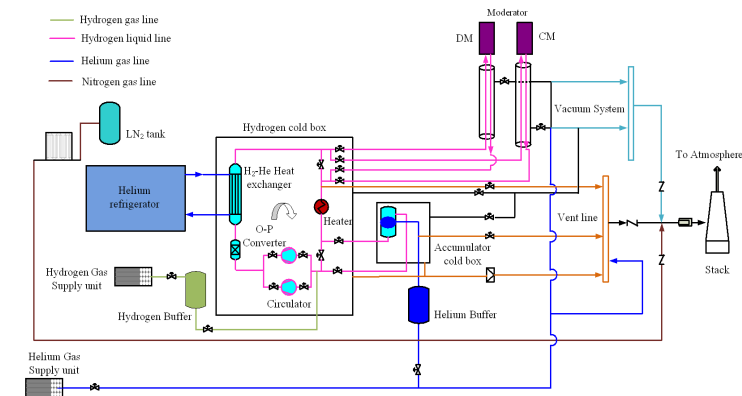 Hydrogen gas line
Hydrogen liquid line
Helium gas line
Nitrogen gas line
Moderator
DM
CM
LN2 tank
Hydrogen cold box
Vacuum System
To Atmosphere
Helium
refrigerator
H2-He Heat
exchanger
O-P
Converter
Heater
Vent line
Accumulator
cold box
Hydrogen Gas
Supply unit
Hydrogen Buffer
Circulator
Helium Buffer
Stack
Helium Gas
Supply unit